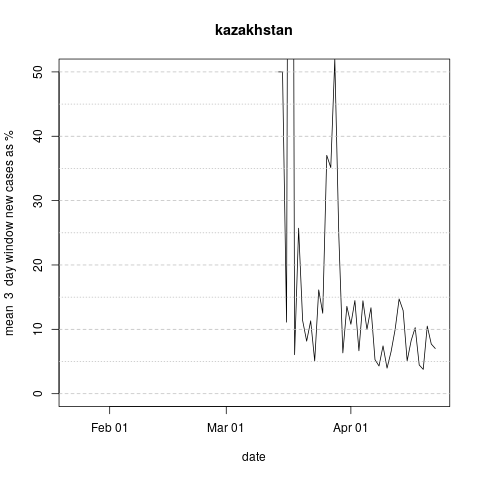 kazakhstan
mean  3  day window new cases as %
50
40
30
20
10
0
Feb 01
Mar 01
Apr 01
date